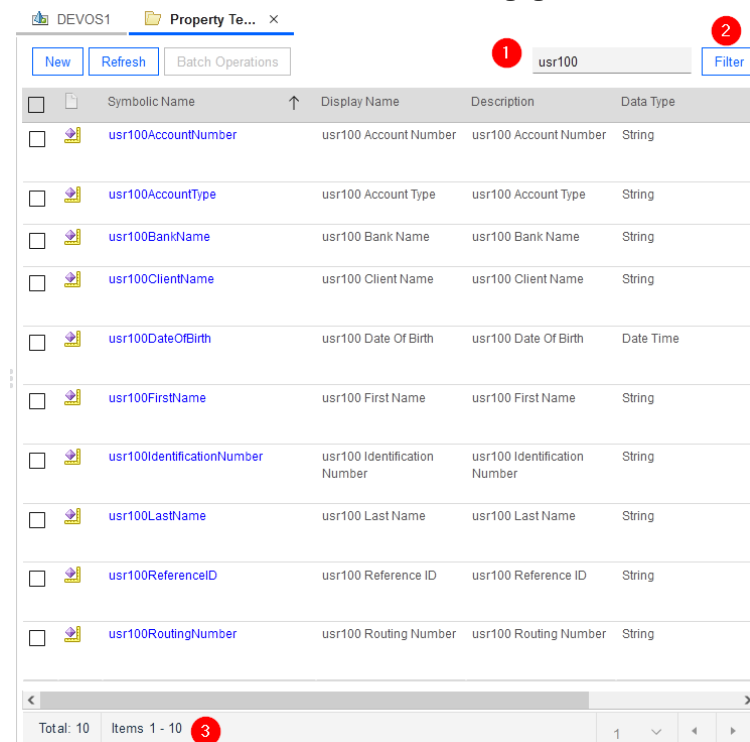 DEVOS1 Property Te... ×
2
New Refresh Batch Operations 1 usr100 Filter
Symbolic Name ↑ Display Name Description Data Type
usr100AccountNumber usr100 Account Number usr100 Account Number String
usr100AccountType usr100 Account Type usr100 Account Type String
usr100BankName usr100 Bank Name usr100 Bank Name String
usr100ClientName usr100 Client Name usr100 Client Name String
usr100DateOfBirth usr100 Date Of Birth usr100 Date Of Birth Date Time
usr100FirstName usr100 First Name usr100 First Name String
usr100IdentificationNumber usr100 Identification usr100 Identification String
Number Number
usr100LastName usr100 Last Name usr100 Last Name String
usr100ReferenceID usr100 Reference ID usr100 Reference ID String
usr100RoutingNumber usr100 Routing Number usr100 Routing Number String
Total: 10 Items 1 - 10 3 1